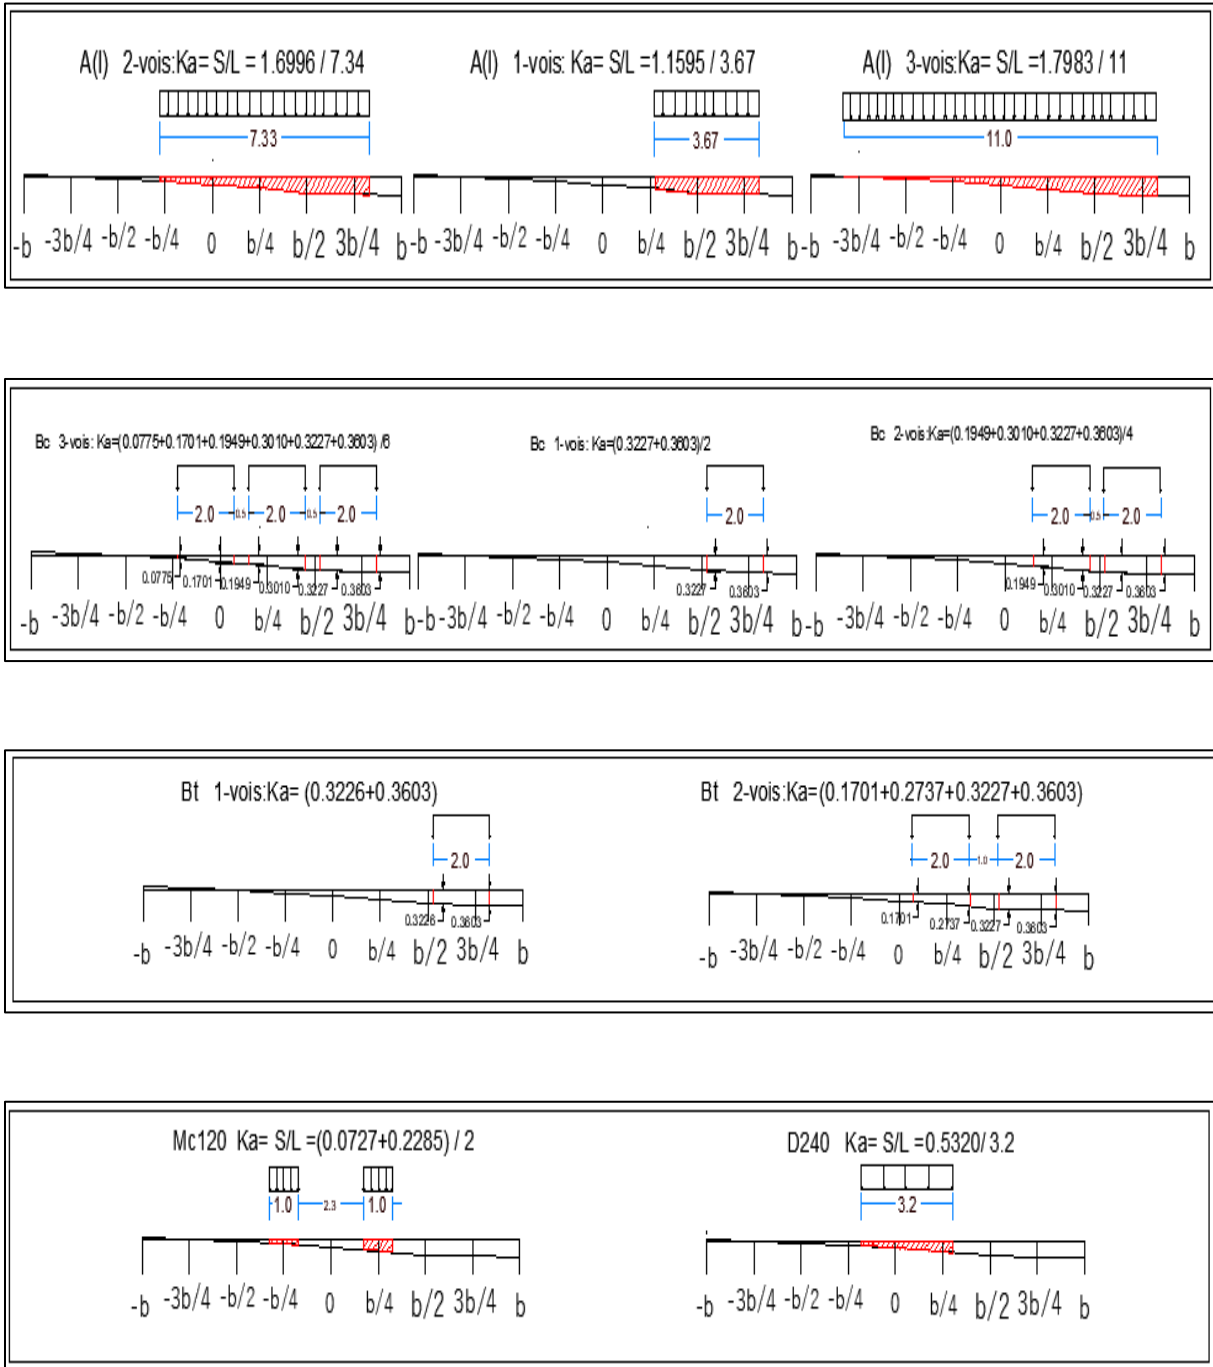 A(l) 2-vois:Ka= S/L = 1.6996 / 7.34
A(l) 1-vois: Ka= S/L =1.1595 / 3.67
A(l) 3-vois:Ka= S/L =1.7983 / 11
7.33
3.67
11.0
-b -3b/4 -b/2 -b/4 0 b/4 b/2 3b/4 b
-b -3b/4 -b/2 -b/4 0 b/4 b/2 3b/4 b
-b -3b/4 -b/2 -b/4 0 b/4 b/2 3b/4 b
Bc 3-vois: Ka=(0.0775+0.1701+0.1949+0.3010+0.3227+0.3603) /6
Bc 1-vois: Ka=(0.3227+0.3603)/2
Bc 2-vois:Ka=(0.1949+0.3010+0.3227+0.3603)/4
2.0 0.5 2.0 0.5 2.0
2.0
2.0 0.5 2.0
0.0775 0.1701 0.1949 0.3010 0.3227 0.3603
0.3227 0.3603
0.1949 0.3010 0.3227 0.3603
-b -3b/4 -b/2 -b/4 0 b/4 b/2 3b/4 b
-b -3b/4 -b/2 -b/4 0 b/4 b/2 3b/4 b
-b -3b/4 -b/2 -b/4 0 b/4 b/2 3b/4 b
Bt 1-vois:Ka= (0.3226+0.3603)
Bt 2-vois:Ka=(0.1701+0.2737+0.3227+0.3603)
2.0
2.0 1.0 2.0
0.3226 0.3603
0.1701 0.2737 0.3227 0.3603
-b -3b/4 -b/2 -b/4 0 b/4 b/2 3b/4 b
-b -3b/4 -b/2 -b/4 0 b/4 b/2 3b/4 b
Mc120 Ka= S/L =(0.0727+0.2285) / 2
D240 Ka= S/L =0.5320/ 3.2
1.0 2.3 1.0
3.2
-b -3b/4 -b/2 -b/4 0 b/4 b/2 3b/4 b
-b -3b/4 -b/2 -b/4 0 b/4 b/2 3b/4 b